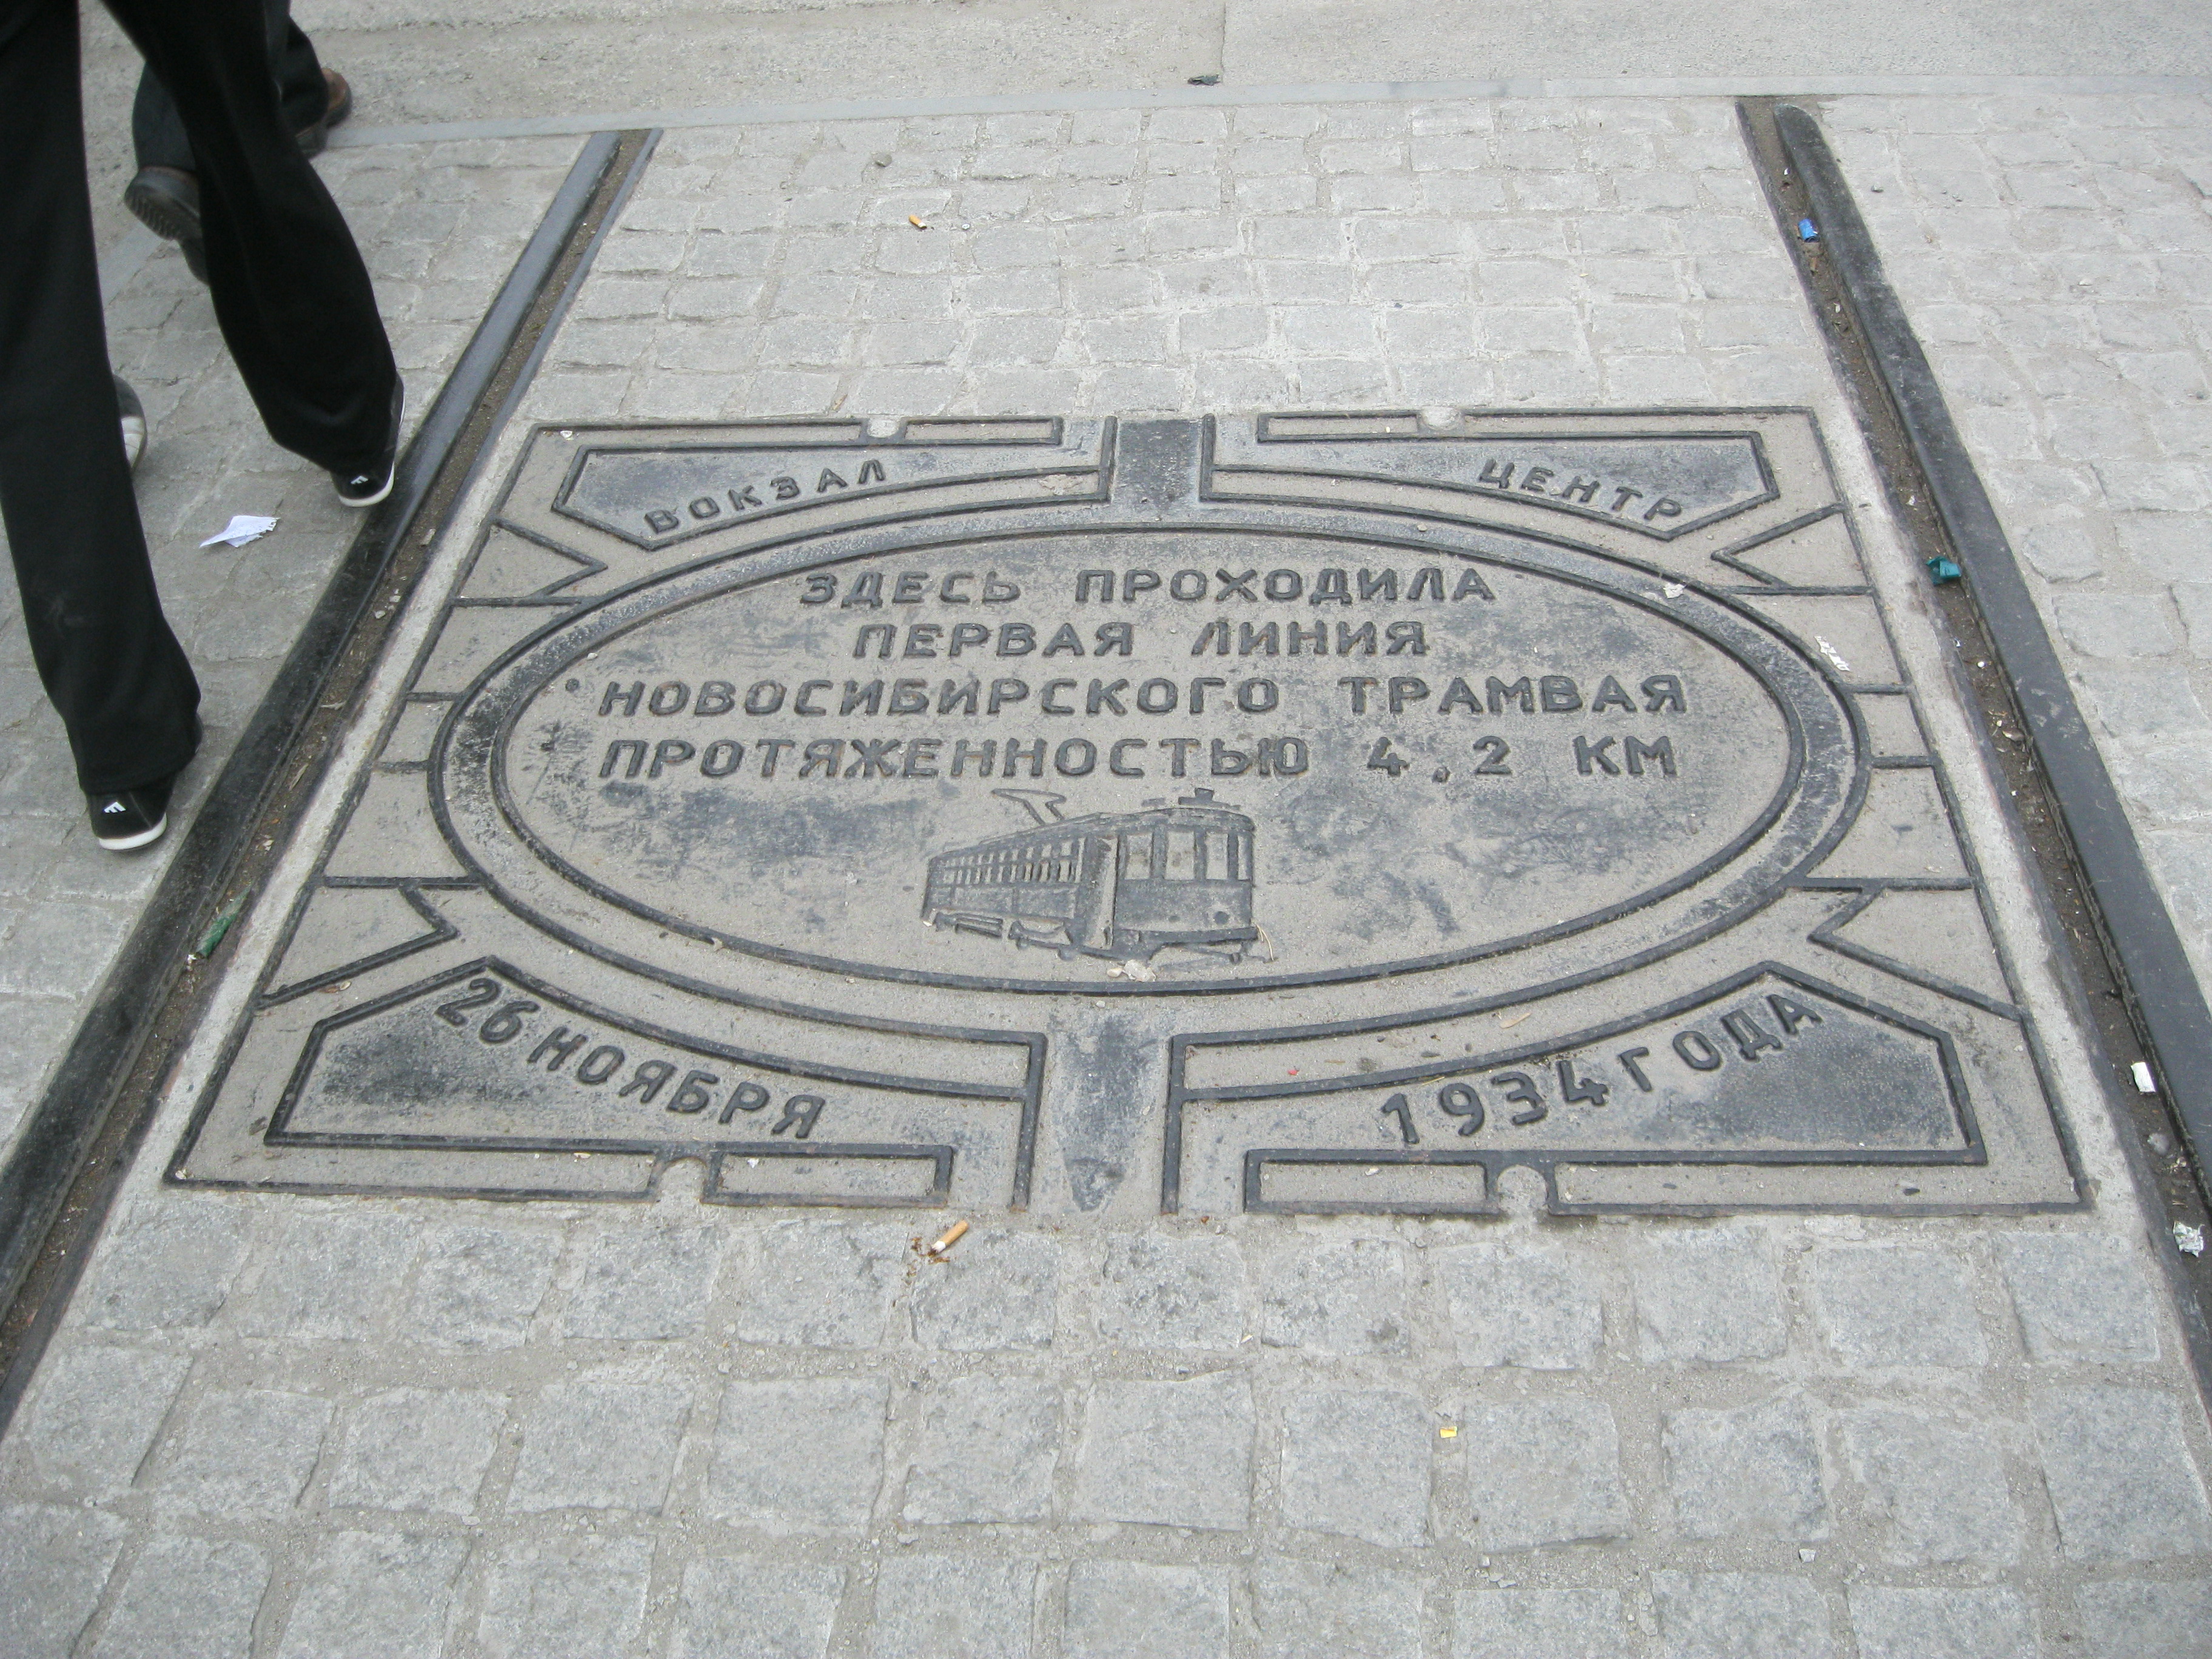 ВОКЗАЛ
ЦЕНТР
ЗДЕСЬ ПРОХОДИЛА
ПЕРВАЯ ЛИНИЯ
НОВОСИБИРСКОГО ТРАМВАЯ
ПРОТЯЖЕННОСТЬЮ 4,2 КМ
26 НОЯБРЯ
1934 ГОДА